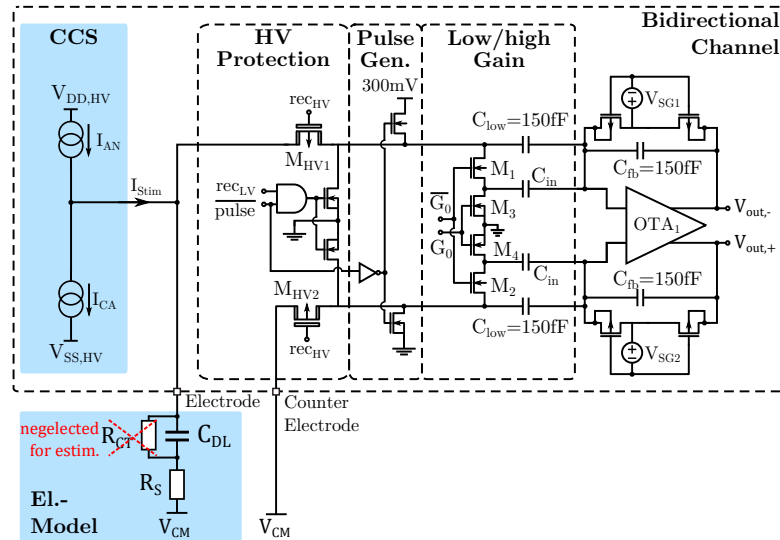 CCS
HV
Protection
Pulse
Gen.
Low/high
Gain
Bidirectional
Channel
V_DD,HV
I_AN
I_Stim
I_CA
V_SS,HV
rec_HV
M_HV1
rec_LV
pulse
M_HV2
rec_HV
300mV
C_low=150fF
M_1
C_in
G_0
M_3
G_0
M_4
C_in
M_2
C_low=150fF
V_SG1
C_fb=150fF
OTA_1
V_out,-
V_out,+
C_fb=150fF
V_SG2
Electrode
Counter
Electrode
negelected
for estim.
R_CT
C_DL
R_S
El.-
Model
V_CM
V_CM